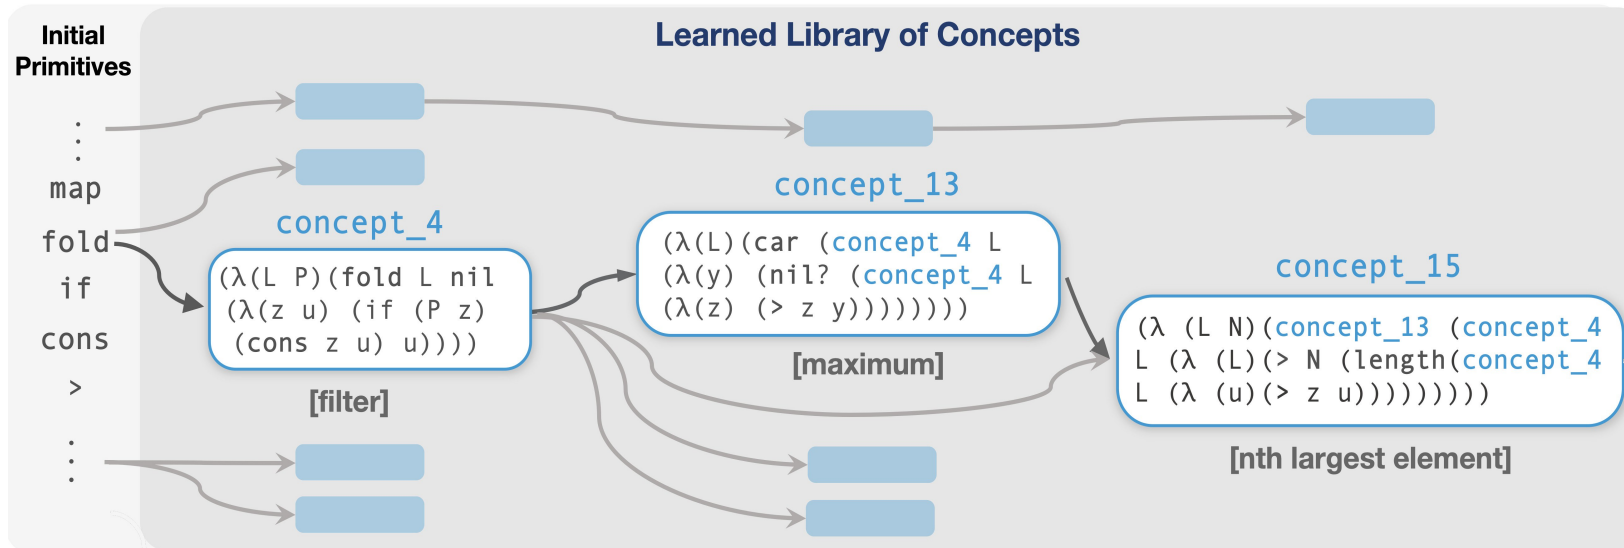 Initial
Primitives
Learned Library of Concepts
map
fold
if
cons
>
concept_4
(λ(L P)(fold L nil
(λ(z u) (if (P z)
(cons z u) u))))
[filter]
concept_13
(λ(L)(car (concept_4 L
(λ(y) (nil? (concept_4 L
(λ(z) (> z y))))))))
[maximum]
concept_15
(λ (L N)(concept_13 (concept_4
L (λ (L)(> N (length(concept_4
L (λ (u)(> z u)))))))))
[nth largest element]